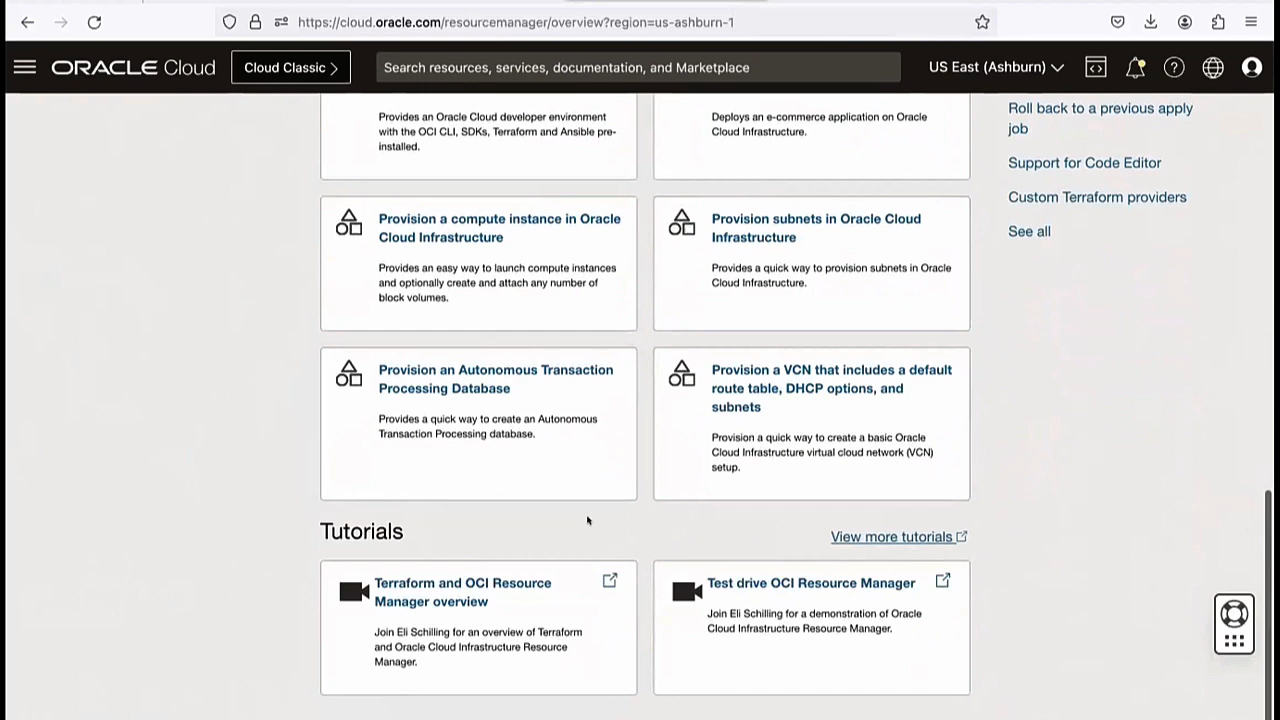 https://cloud.oracle.com/resourcemanager/overview?region=us-ashburn-1
ORACLE Cloud
Cloud Classic
Search resources, services, documentation, and Marketplace
US East (Ashburn)
Provides an Oracle Cloud developer environment
with the OCI CLI, SDKs, Terraform and Ansible pre-
installed.
Deploys an e-commerce application on Oracle
Cloud Infrastructure.
Roll back to a previous apply
job
Support for Code Editor
Custom Terraform providers
See all
Provision a compute instance in Oracle
Cloud Infrastructure
Provides an easy way to launch compute instances
and optionally create and attach any number of
block volumes.
Provision subnets in Oracle Cloud
Infrastructure
Provides a quick way to provision subnets in Oracle
Cloud Infrastructure.
Provision an Autonomous Transaction
Processing Database
Provides a quick way to create an Autonomous
Transaction Processing database.
Provision a VCN that includes a default
route table, DHCP options, and
subnets
Provision a quick way to create a basic Oracle
Cloud Infrastructure virtual cloud network (VCN)
setup.
Tutorials
View more tutorials
Terraform and OCI Resource
Manager overview
Join Eli Schilling for an overview of Terraform
and Oracle Cloud Infrastructure Resource
Manager.
Test drive OCI Resource Manager
Join Eli Schilling for a demonstration of Oracle
Cloud Infrastructure Resource Manager.